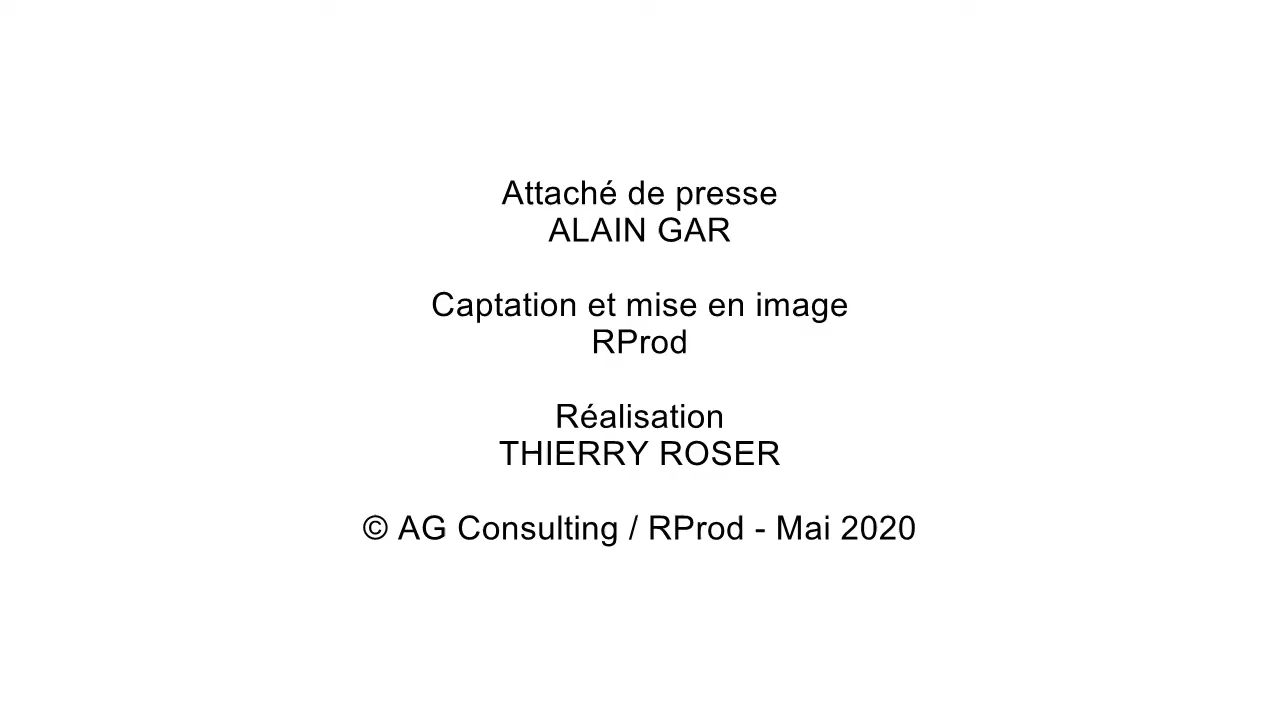 Attaché de presse
ALAIN GAR
Captation et mise en image
RProd
Réalisation
THIERRY ROSER
© AG Consulting / RProd - Mai 2020